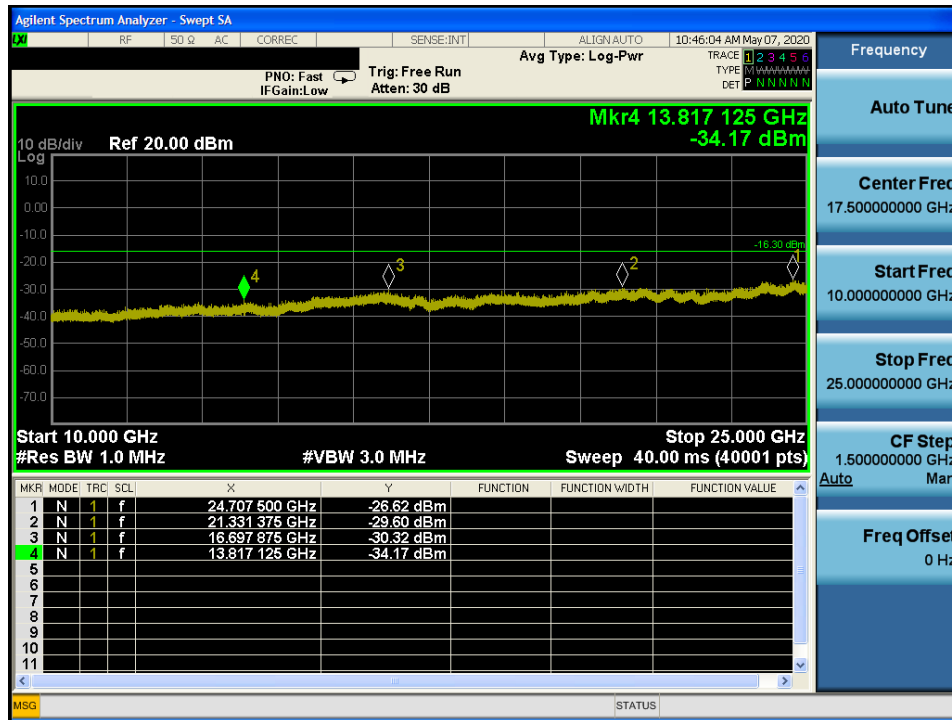 Agilent Spectrum Analyzer - Swept SA
LXI RF 50 Ω AC CORREC SENSE:INT ALIGN AUTO 10:46:04 AM May 07, 2020
Frequency
Avg Type: Log-Pwr
TRACE 1 2 3 4 5 6
PNO: Fast Trig: Free Run
TYPE M WWWWW
IFGain:Low Atten: 30 dB
DET P N N N N N
Auto Tune
Mkr4 13.817 125 GHz
-34.17 dBm
10 dB/div Ref 20.00 dBm
Log
10.0
0.00
-10.0
-16.30 dBm
-20.0
-30.0
-40.0
-50.0
-60.0
-70.0
4
3
2
1
Start 10.000 GHz Stop 25.000 GHz
#Res BW 1.0 MHz #VBW 3.0 MHz Sweep 40.00 ms (40001 pts)
MKR MODE TRC SCL X Y FUNCTION FUNCTION WIDTH FUNCTION VALUE
1 N 1 f 24.707 500 GHz -26.62 dBm
2 N 1 f 21.331 375 GHz -29.60 dBm
3 N 1 f 16.697 875 GHz -30.32 dBm
4 N 1 f 13.817 125 GHz -34.17 dBm
5
6
7
8
9
10
11
Center Freq
17.500000000 GHz
Start Freq
10.000000000 GHz
Stop Freq
25.000000000 GHz
CF Step
1.500000000 GHz
Auto Man
Freq Offset
0 Hz
MSG STATUS